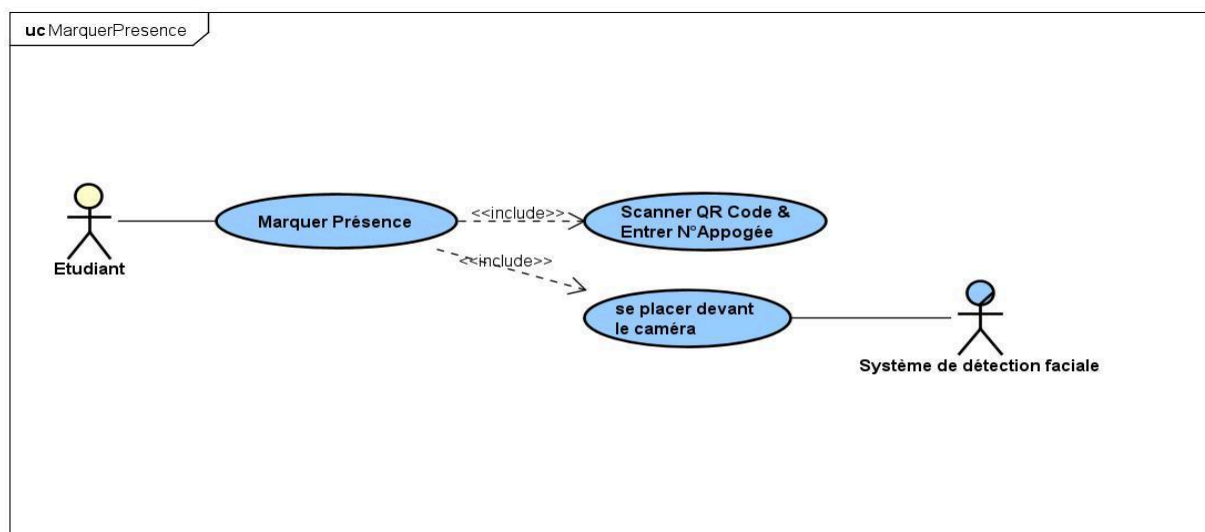 uc MarquerPresence
Marquer Présence
<<include>>
Scanner QR Code &
Entrer N°Appogée
<<include>>
Etudiant
se placer devant
le caméra
Système de détection faciale